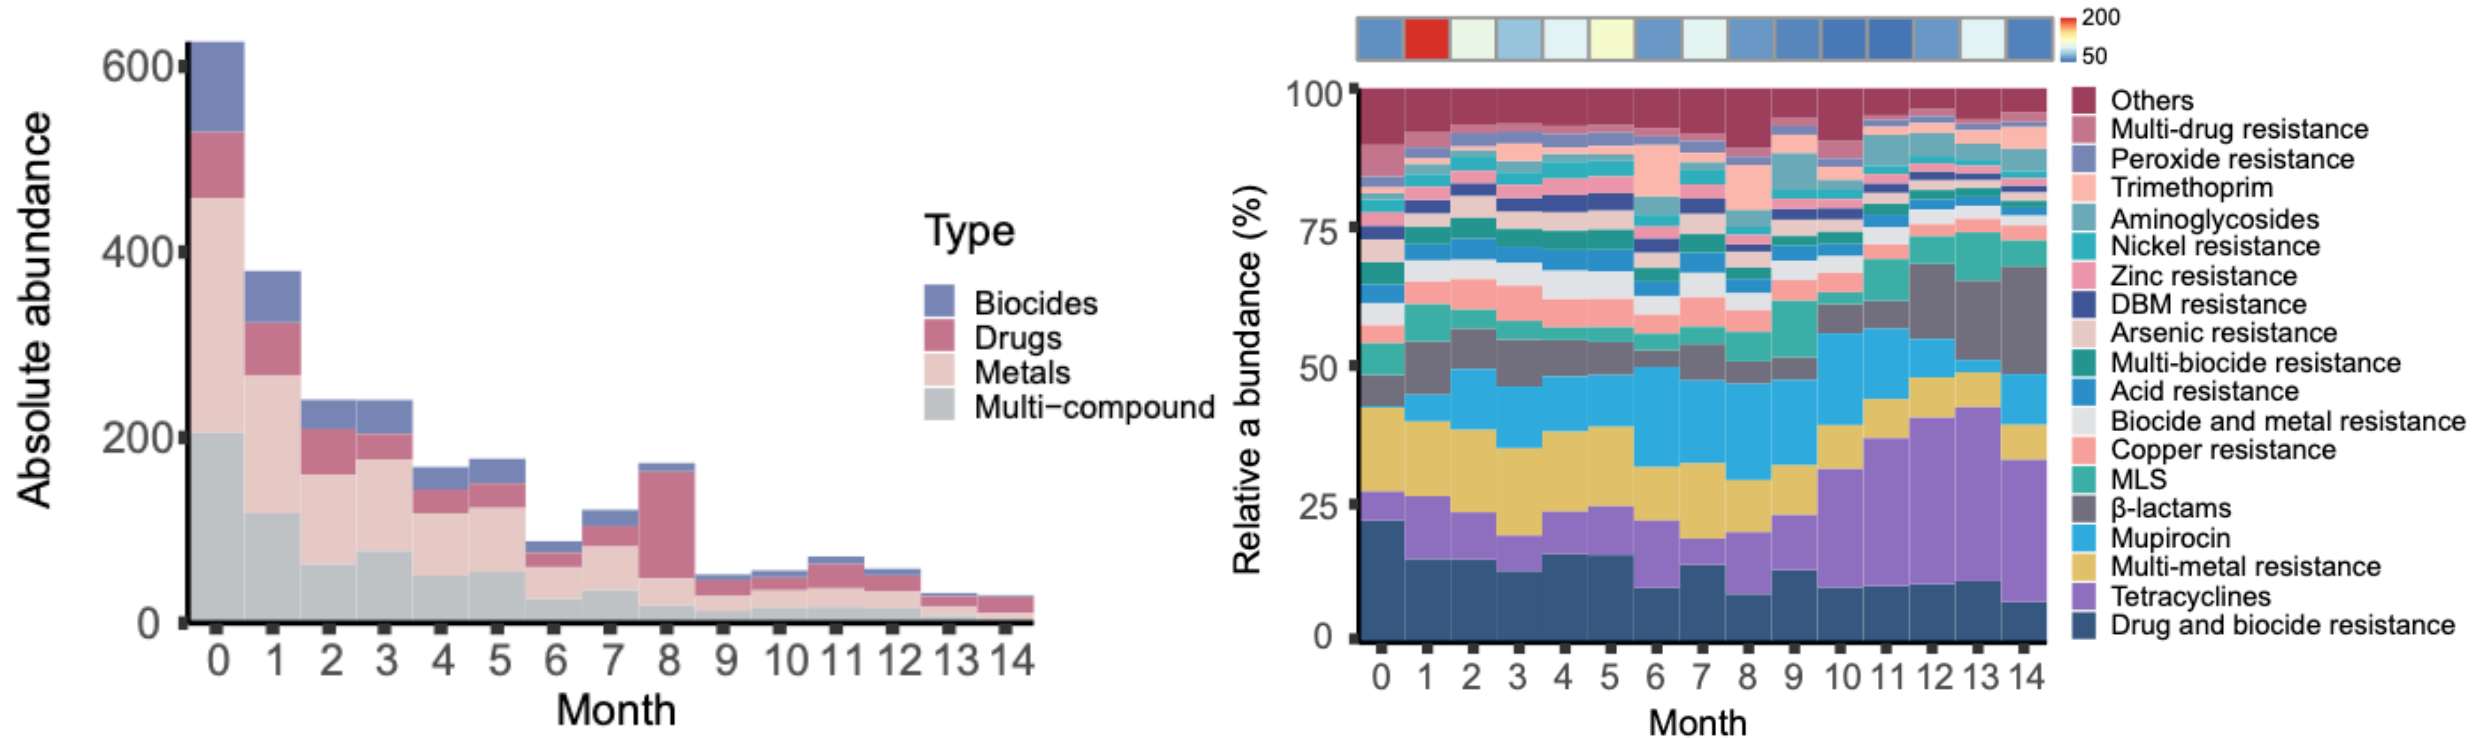 Absolute abundance
600
400
200
0
0 1 2 3 4 5 6 7 8 9 10 11 12 13 14
Month
Type
Biocides
Drugs
Metals
Multi−compound
200
50
Relative a bundance (%)
100
75
50
25
0
0 1 2 3 4 5 6 7 8 9 10 11 12 13 14
Month
Others
Multi-drug resistance
Peroxide resistance
Trimethoprim
Aminoglycosides
Nickel resistance
Zinc resistance
DBM resistance
Arsenic resistance
Multi-biocide resistance
Acid resistance
Biocide and metal resistance
Copper resistance
MLS
β-lactams
Mupirocin
Multi-metal resistance
Tetracyclines
Drug and biocide resistance